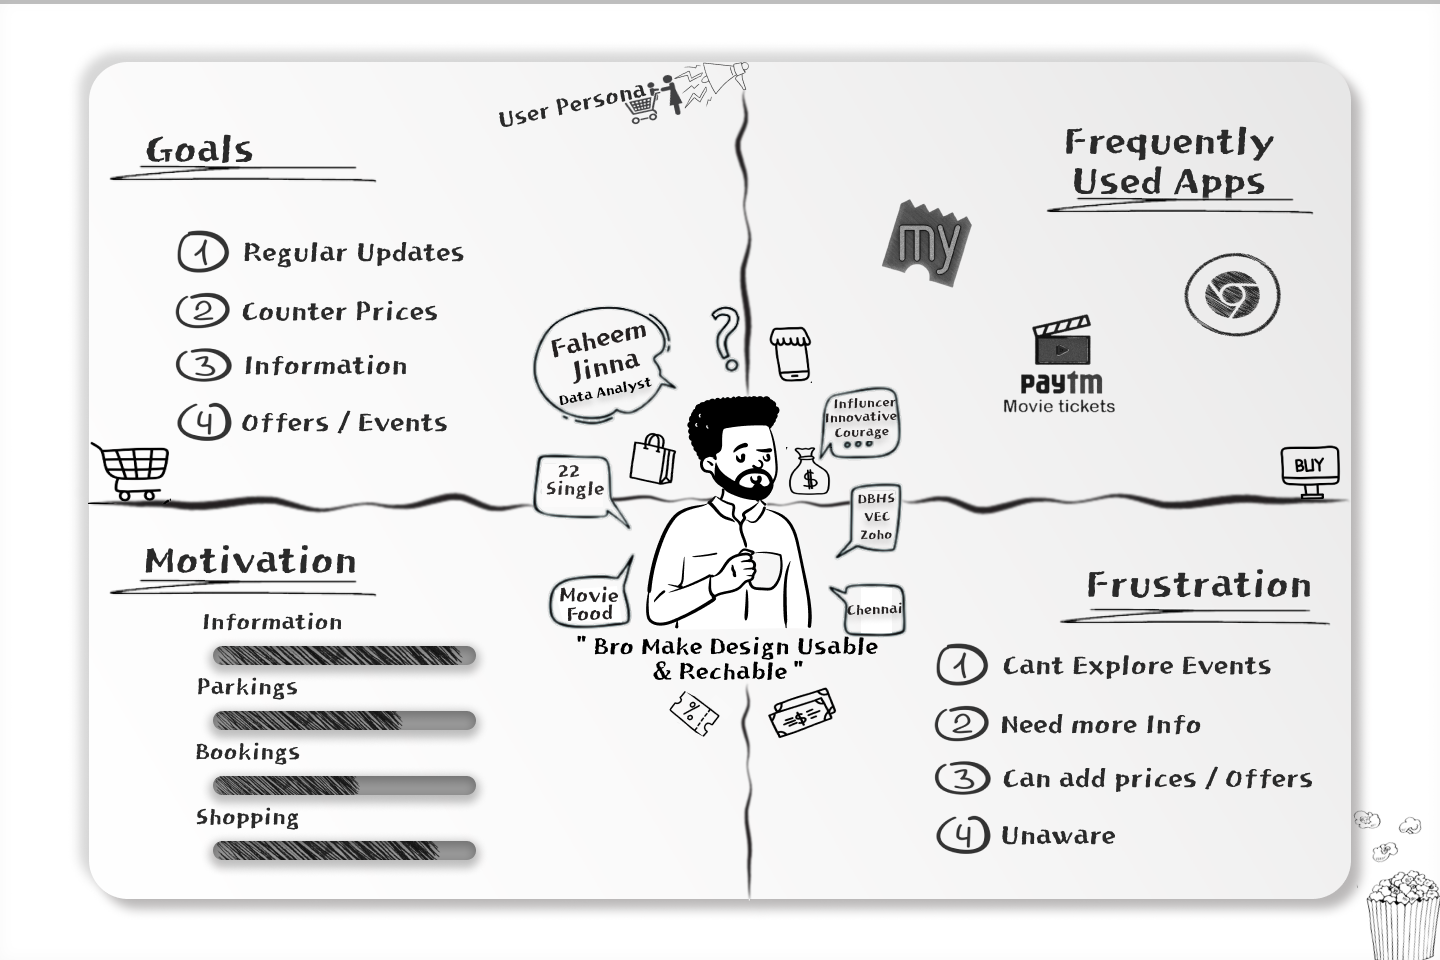 User Persona
Goals
1 Regular Updates
2 Counter Prices
3 Information
4 Offers / Events
Frequently
Used Apps
my
paytm
Movie tickets
BUY
Faheem
Jinna
Data Analyst
?
Influncer
Innovative
Courage
22
Single
$
DBHS
VEC
Zoho
Movie
Food
Chennai
" Bro Make Design Usable
& Rechable "
%
$
Motivation
Information
Parkings
Bookings
Shopping
Frustration
1 Cant Explore Events
2 Need more Info
3 Can add prices / Offers
4 Unaware